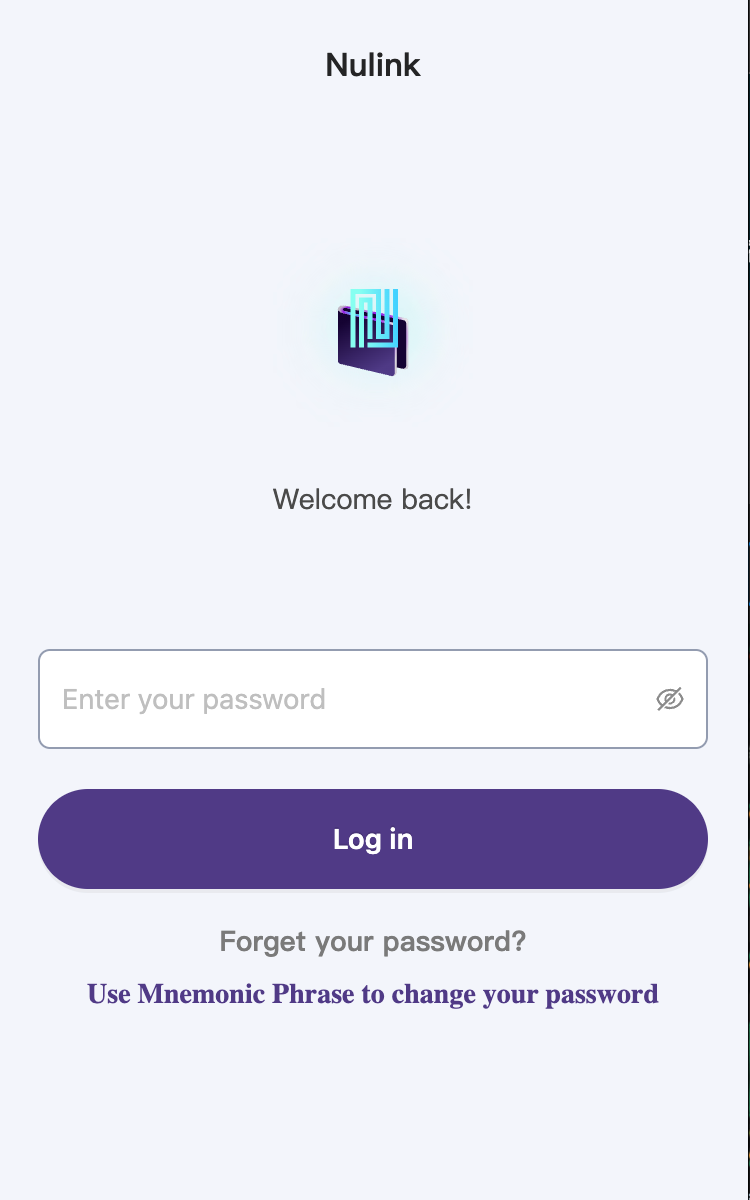 Nulink
Welcome back!
Enter your password
Log in
Forget your password?
Use Mnemonic Phrase to change your password